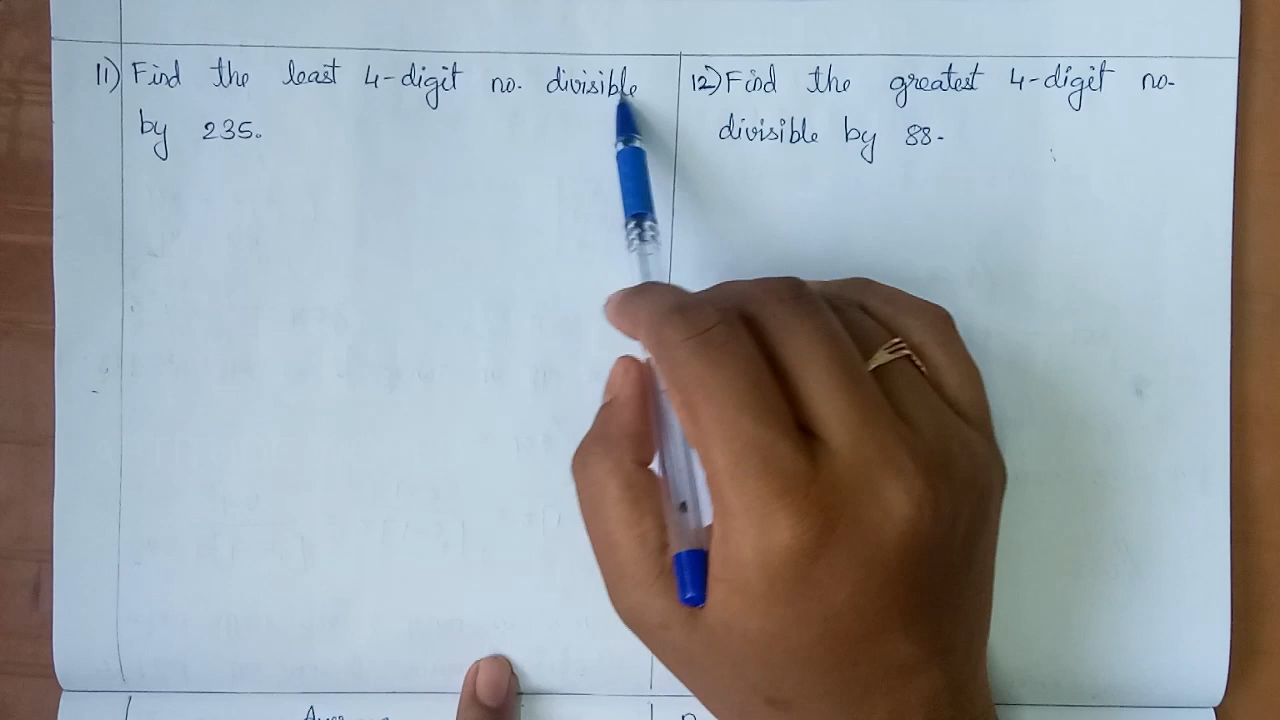 11) Find the least 4-digit no. divisible
by 235.
12) Find the greatest 4-digit no.
divisible by 88.